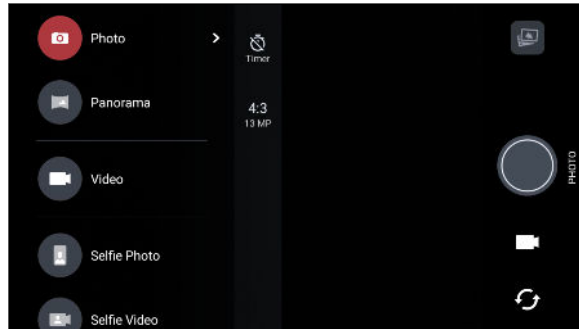 Photo
Panorama
Video
Selfie Photo
Selfie Video
Timer
4:3
13 MP
PHOTO